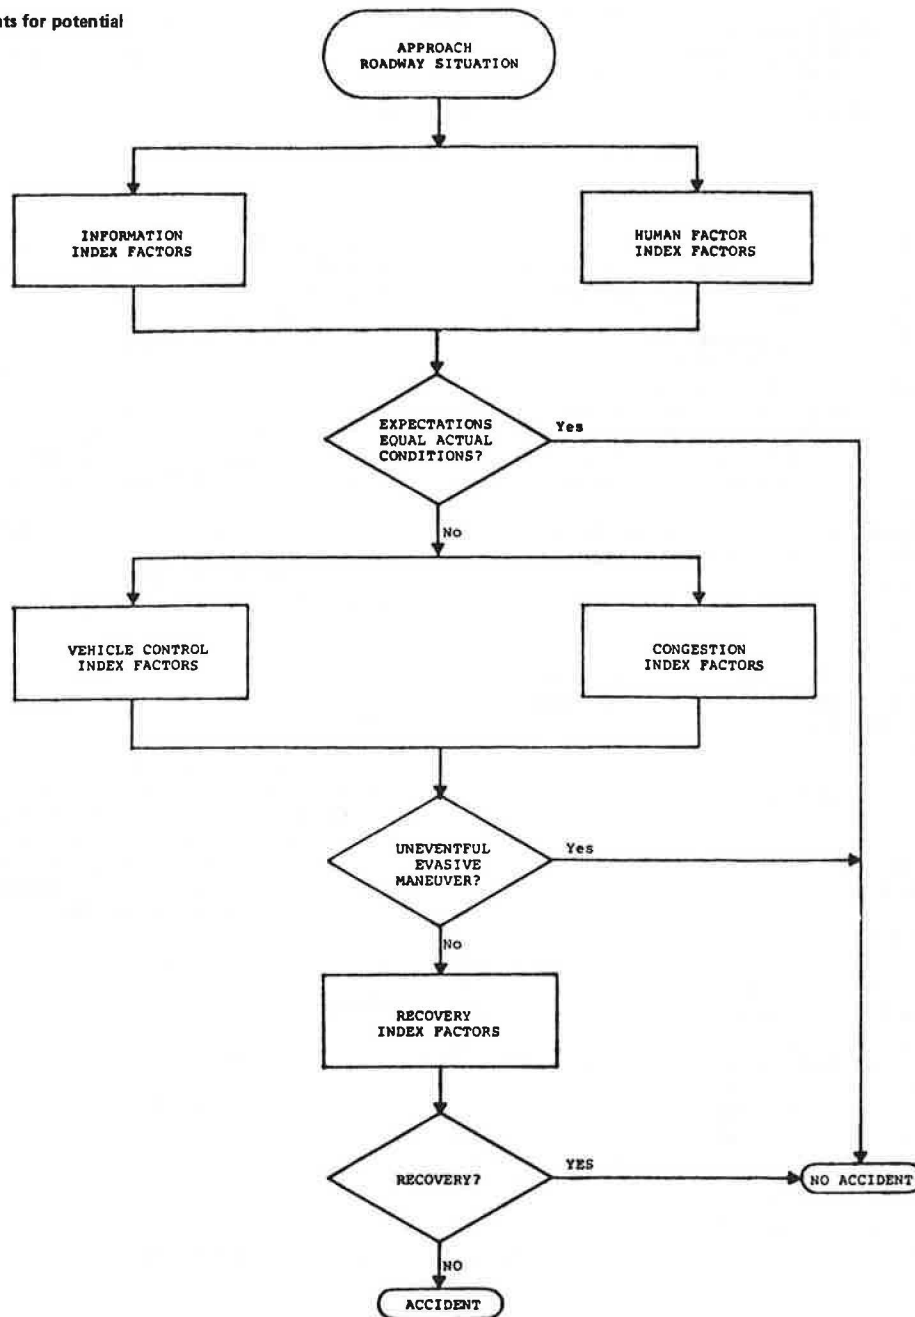 nts for potential
APPROACH
ROADWAY SITUATION
INFORMATION
INDEX FACTORS
HUMAN FACTOR
INDEX FACTORS
EXPECTATIONS
EQUAL ACTUAL
CONDITIONS?
Yes
No
VEHICLE CONTROL
INDEX FACTORS
CONGESTION
INDEX FACTORS
UNEVENTFUL
EVASIVE
MANEUVER?
Yes
No
RECOVERY
INDEX FACTORS
RECOVERY?
YES
NO ACCIDENT
NO
ACCIDENT